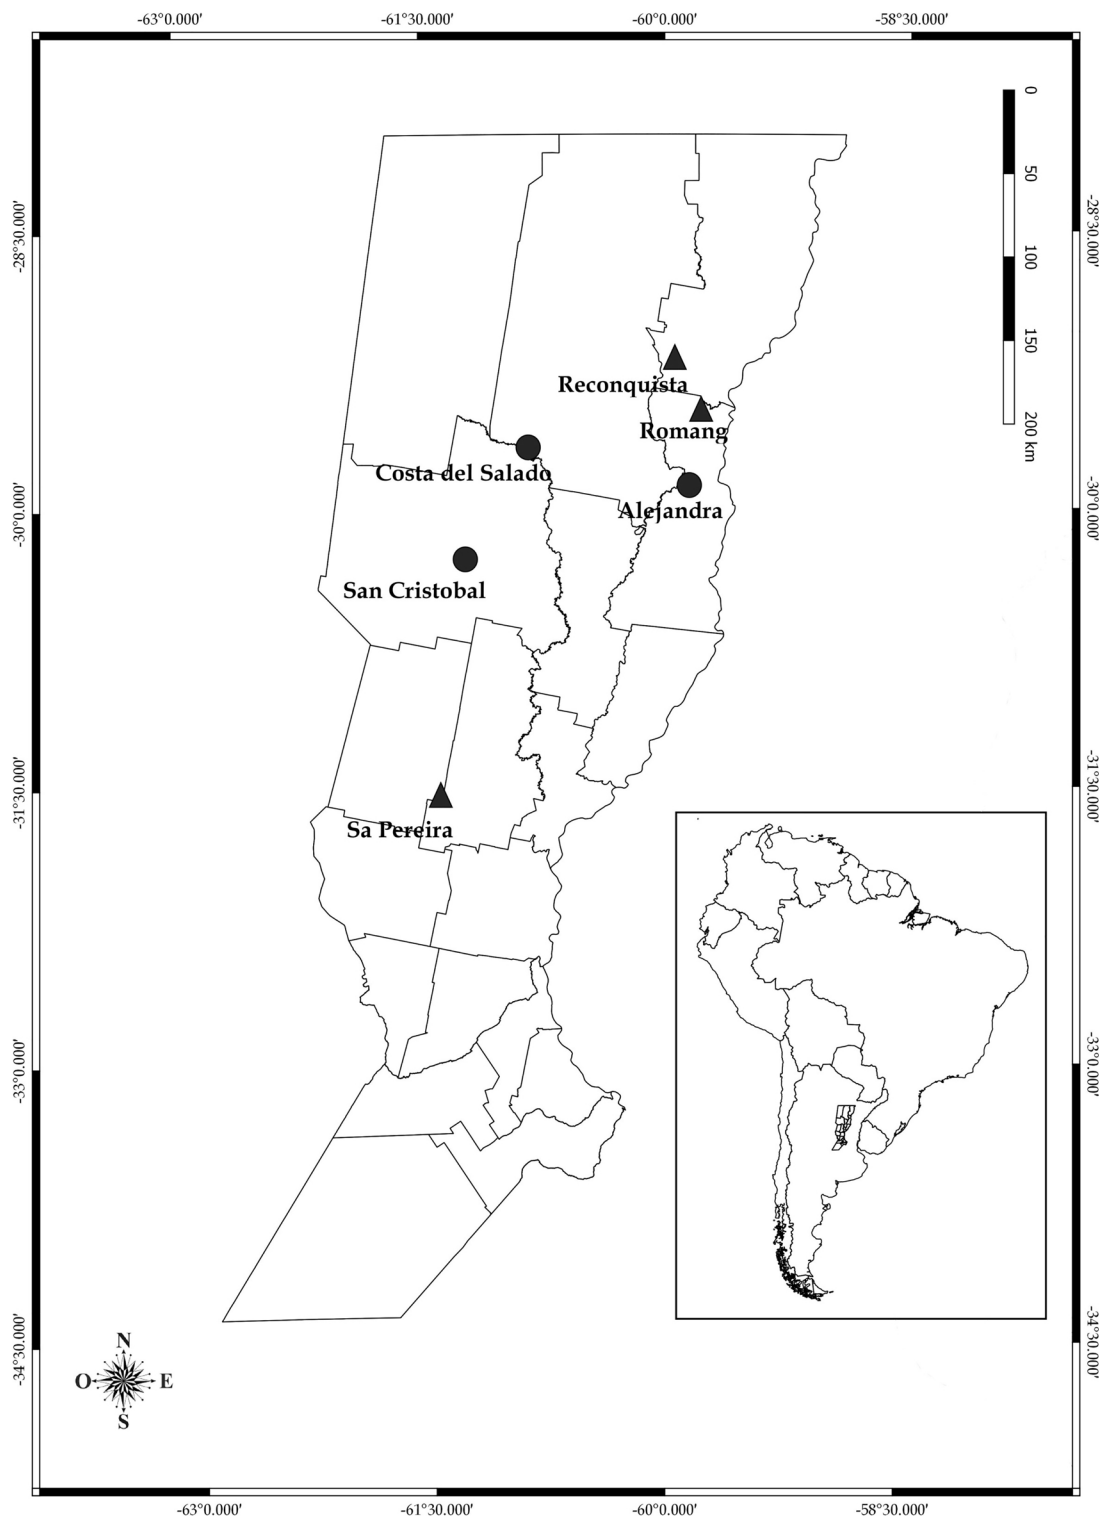 -63°0.000' -61°30.000' -60°0.000' -58°30.000'
0
50
100
150
200 km
-28°30.000'
-28°30.000'
Reconquista
Romang
Costa del Salado
Alejandra
-30°0.000'
-30°0.000'
San Cristobal
-31°30.000'
-31°30.000'
Sa Pereira
-33°0.000'
-33°0.000'
-34°30.000'
-34°30.000'
N
O E
S
-63°0.000' -61°30.000' -60°0.000' -58°30.000'